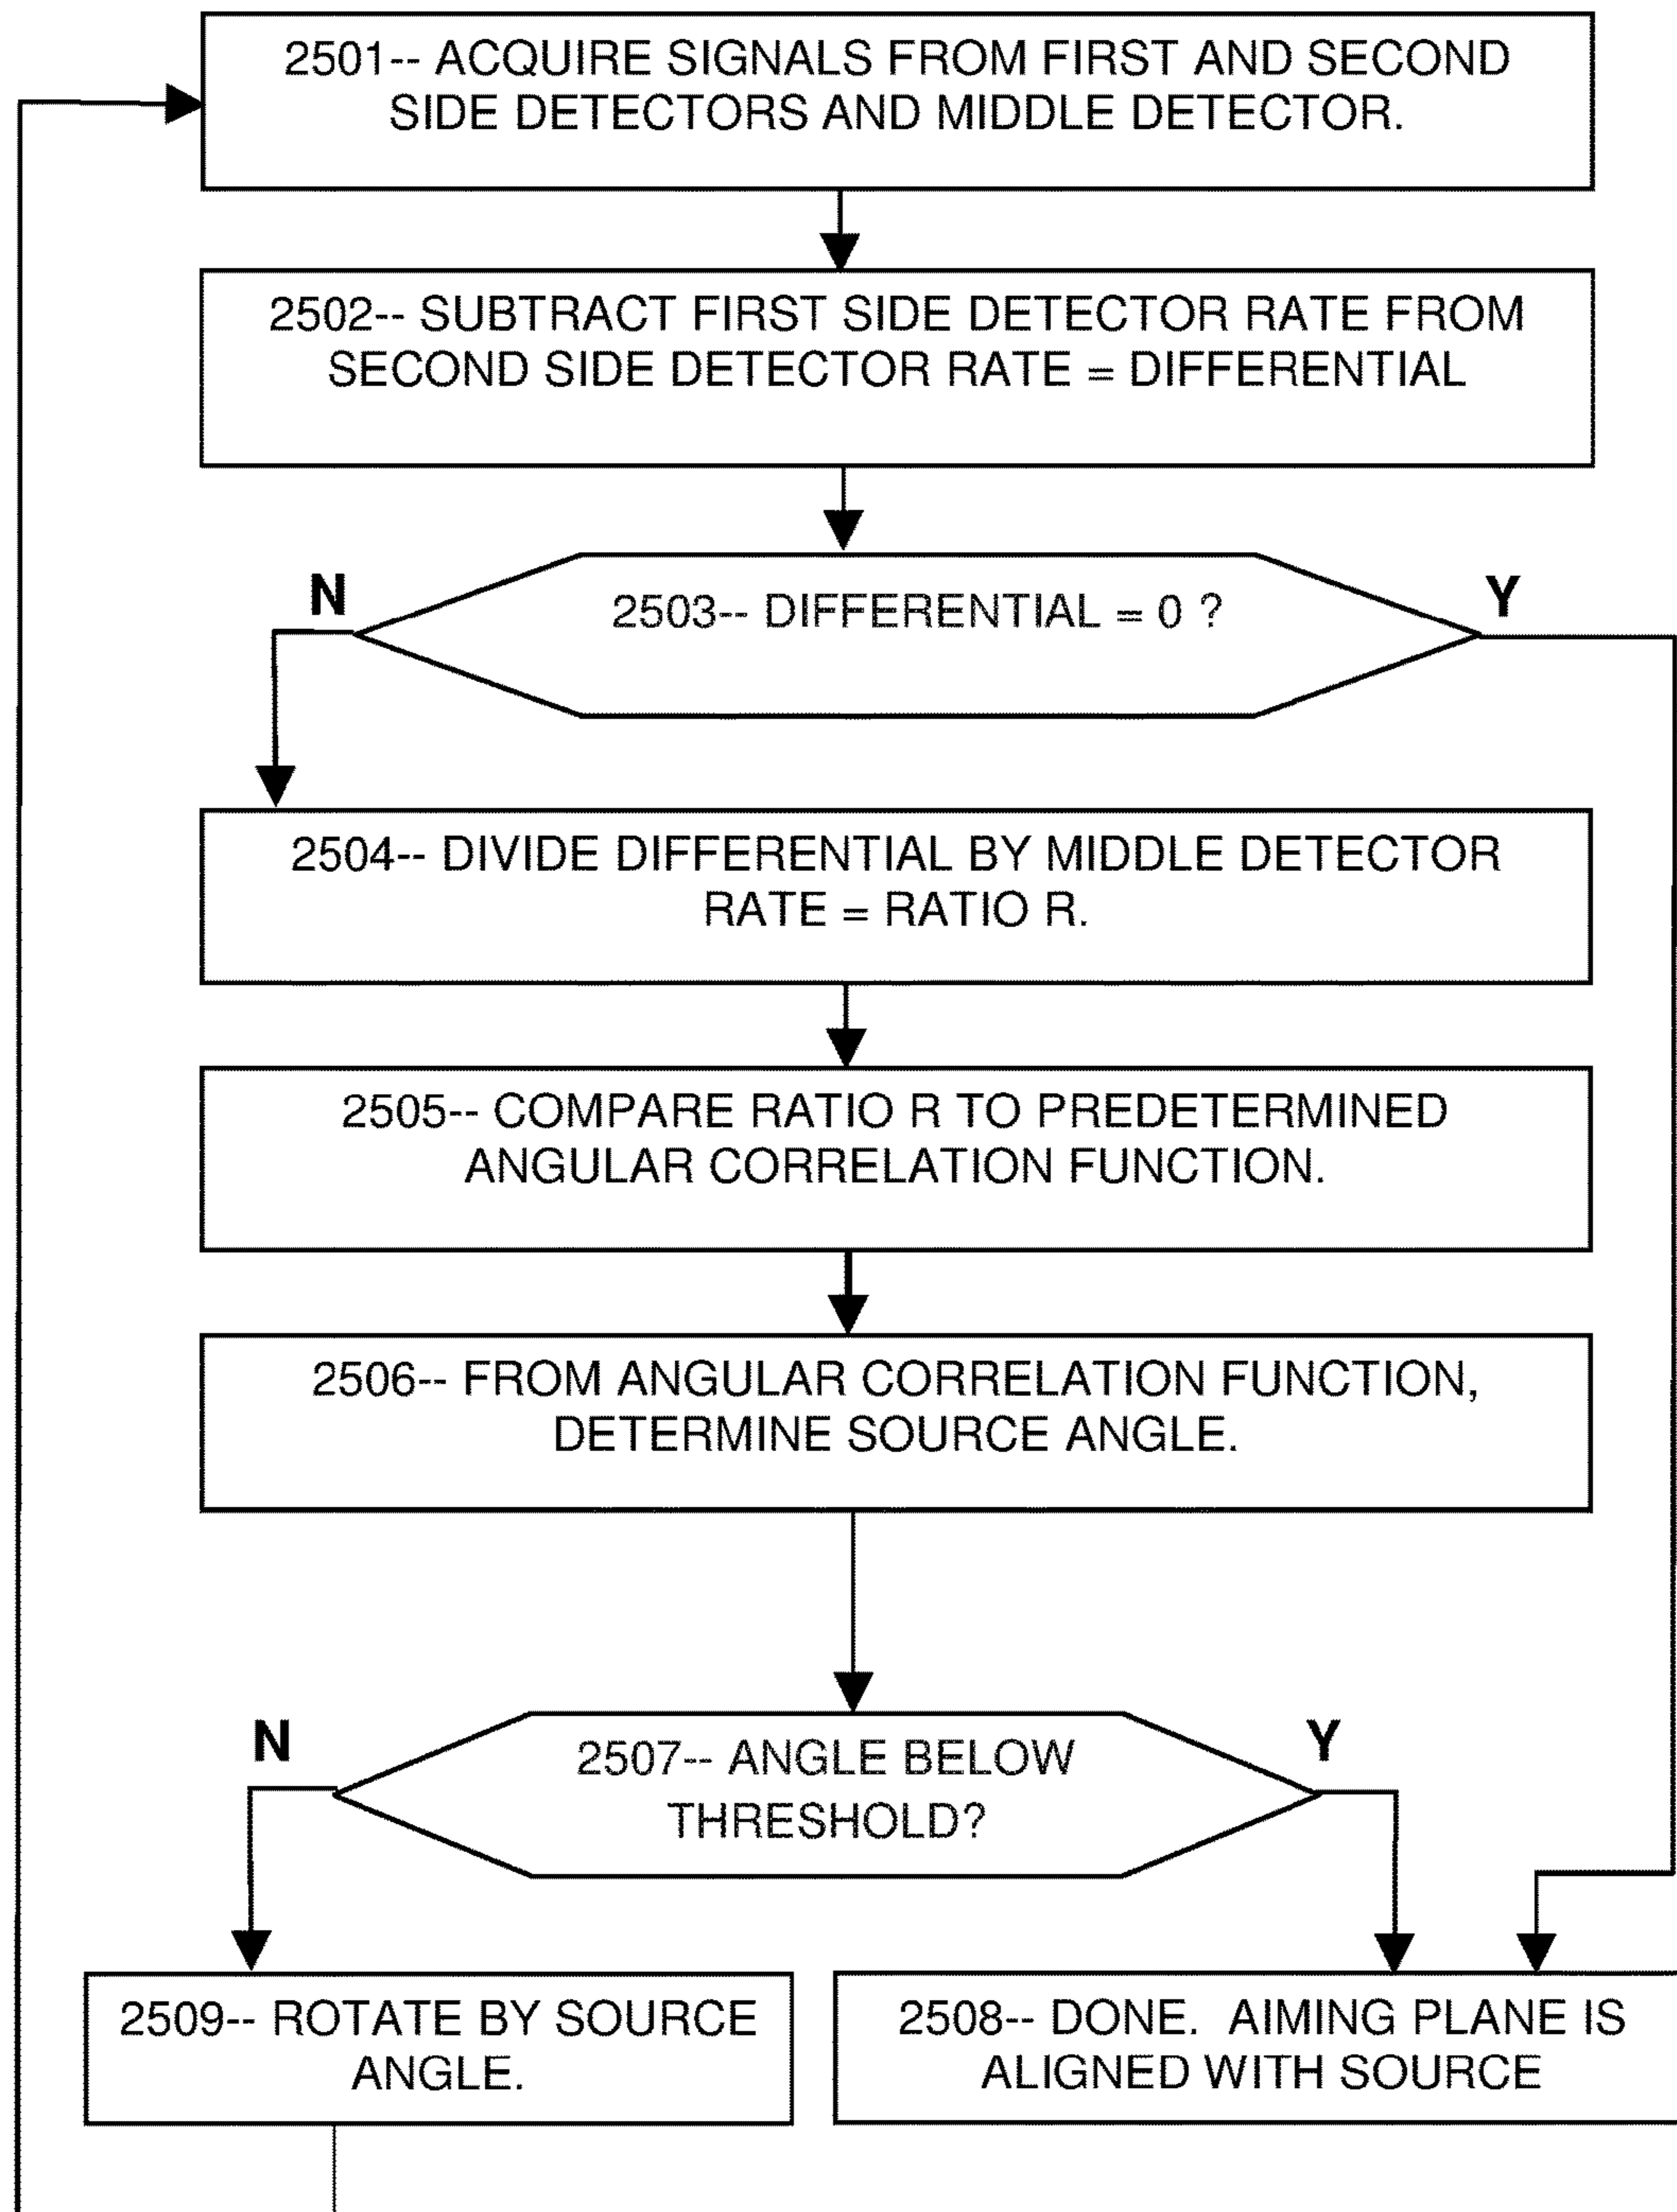 2501-- ACQUIRE SIGNALS FROM FIRST AND SECOND
SIDE DETECTORS AND MIDDLE DETECTOR.
2502-- SUBTRACT FIRST SIDE DETECTOR RATE FROM
SECOND SIDE DETECTOR RATE = DIFFERENTIAL
N
2503-- DIFFERENTIAL = 0 ?
Y
2504-- DIVIDE DIFFERENTIAL BY MIDDLE DETECTOR
RATE = RATIO R.
2505-- COMPARE RATIO R TO PREDETERMINED
ANGULAR CORRELATION FUNCTION.
2506-- FROM ANGULAR CORRELATION FUNCTION,
DETERMINE SOURCE ANGLE.
N
2507-- ANGLE BELOW
THRESHOLD?
Y
2509-- ROTATE BY SOURCE
ANGLE.
2508-- DONE.  AIMING PLANE IS
ALIGNED WITH SOURCE